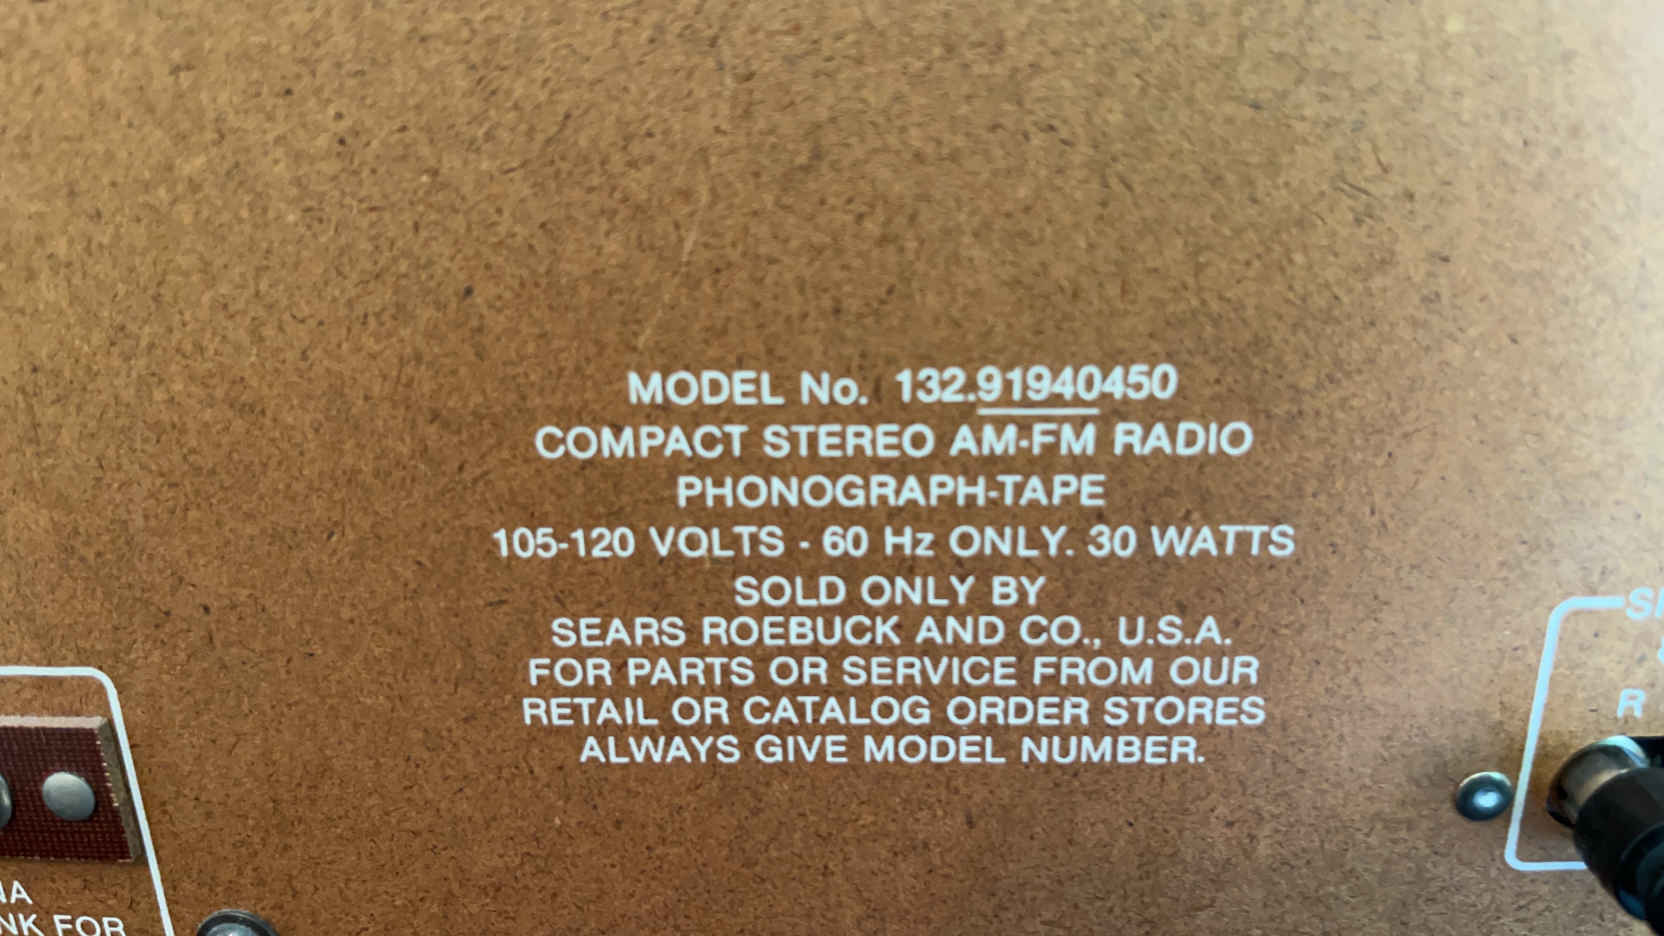 MODEL No. 132.91940450
COMPACT STEREO AM-FM RADIO
PHONOGRAPH-TAPE
105-120 VOLTS - 60 Hz ONLY. 30 WATTS
SOLD ONLY BY
SEARS ROEBUCK AND CO., U.S.A.
FOR PARTS OR SERVICE FROM OUR
RETAIL OR CATALOG ORDER STORES
ALWAYS GIVE MODEL NUMBER.
R
FOR